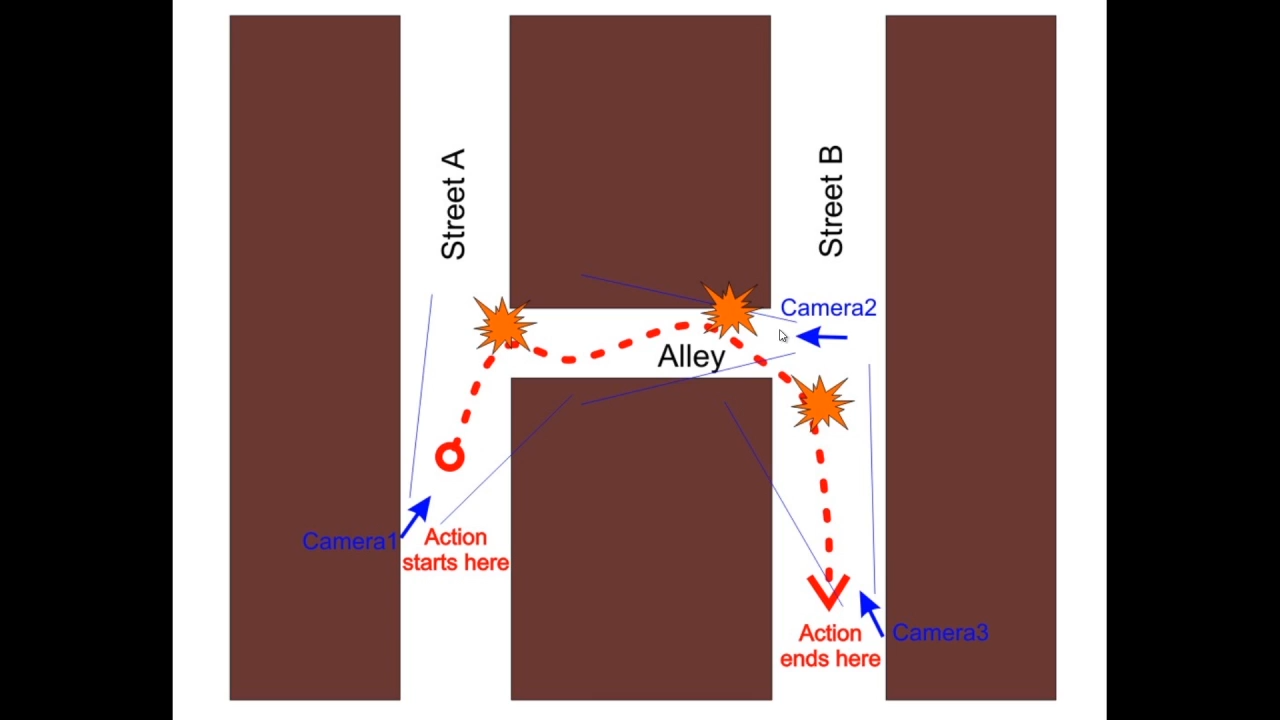 Street A
Street B
Camera2
Alley
Camera1
Action
starts here
Camera3
Action
ends here